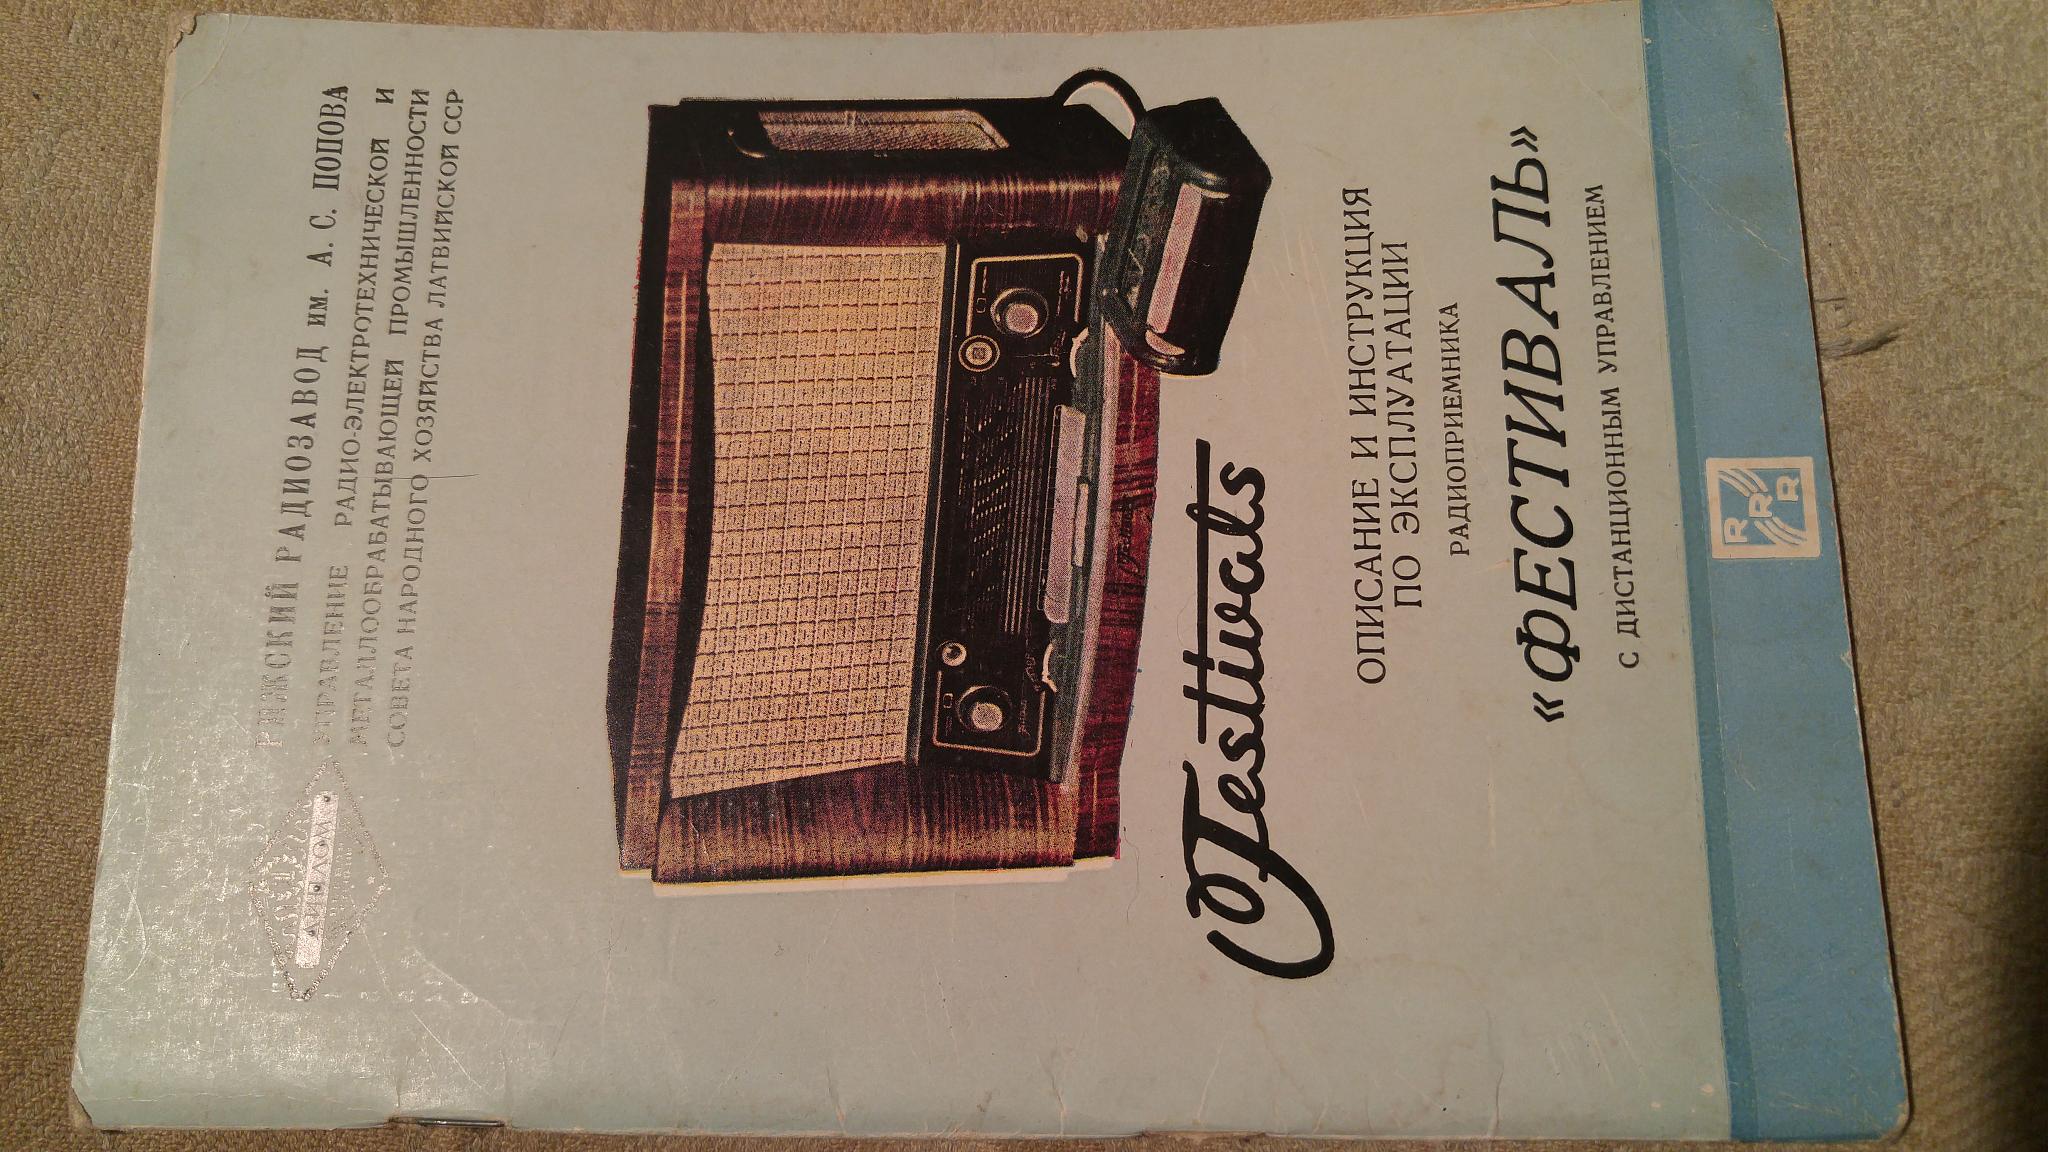 РИЖСКИЙ РАДИОЗАВОД им. А. С. ПОПОВА
УПРАВЛЕНИЕ РАДИО-ЭЛЕКТРОТЕХНИЧЕСКОЙ И
МЕТАЛЛООБРАБАТЫВАЮЩЕЙ ПРОМЫШЛЕННОСТИ
СОВЕТА НАРОДНОГО ХОЗЯЙСТВА ЛАТВИЙСКОЙ ССР
Festivals
ОПИСАНИЕ И ИНСТРУКЦИЯ
ПО ЭКСПЛУАТАЦИИ
РАДИОПРИЕМНИКА
«ФЕСТИВАЛЬ»
С ДИСТАНЦИОННЫМ УПРАВЛЕНИЕМ
R
R
R